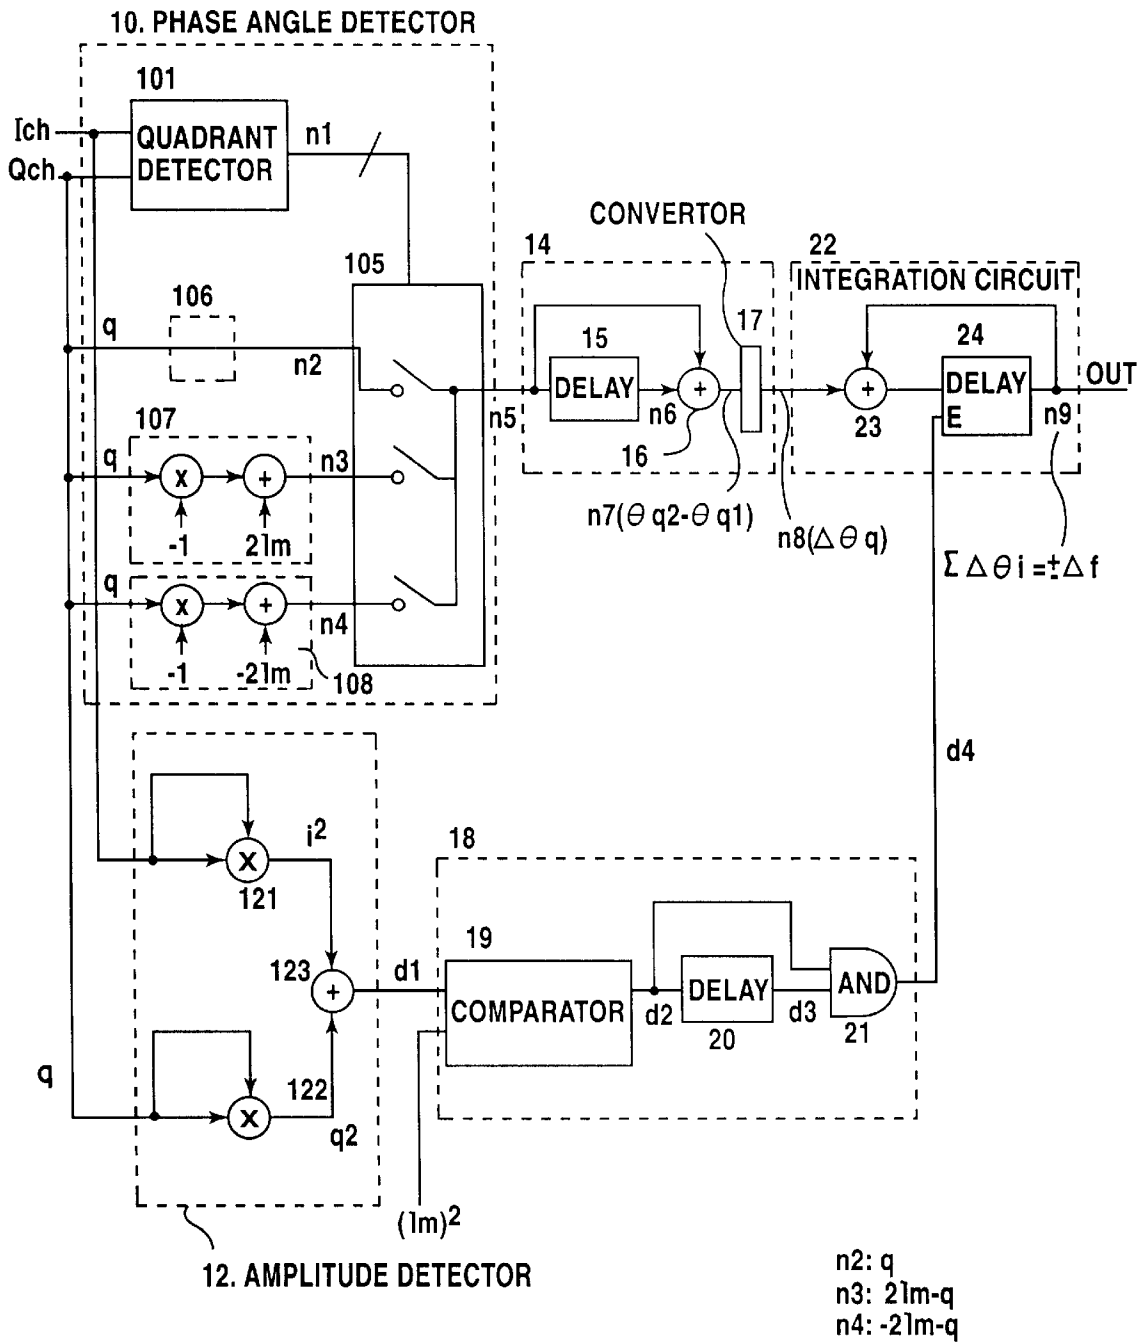 10. PHASE ANGLE DETECTOR
101
Ich
Qch
QUADRANT
DETECTOR
n1
105
106
q
n2
107
q
X
+
n3
-1
2lm
q
X
+
n4
-1
-2lm
108
n5
CONVERTOR
14
15
DELAY
n6
+
16
17
n7(θq2-θq1)
n8(△θq)
22
INTEGRATION CIRCUIT
24
+
23
DELAY
E
OUT
n9
Σ△θi=±△f
d4
i2
X
121
123
+
d1
q
X
122
q2
12. AMPLITUDE DETECTOR
18
19
COMPARATOR
(lm)2
d2
DELAY
20
d3
AND
21
n2: q
n3: 2lm-q
n4: -2lm-q